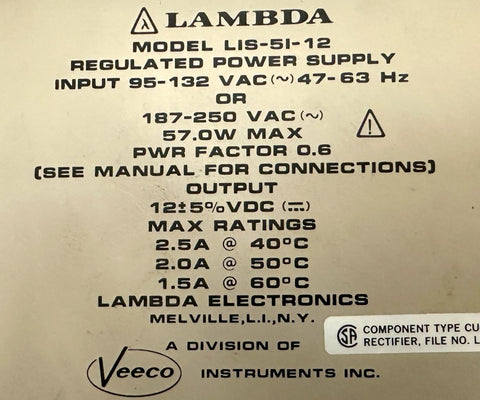 LAMBDA
MODEL LIS-51-12
REGULATED POWER SUPPLY
INPUT 95-132 VAC (~) 47-63 Hz
OR
187-250 VAC (~)
57.0W MAX
PWR FACTOR 0.6
(SEE MANUAL FOR CONNECTIONS)
OUTPUT
12±5% VDC (⎓)
MAX RATINGS
2.5A @ 40°C
2.0A @ 50°C
1.5A @ 60°C
LAMBDA ELECTRONICS
MELVILLE, L.I., N.Y.
A DIVISION OF
Veeco INSTRUMENTS INC.
COMPONENT TYPE CU
RECTIFIER, FILE NO. L